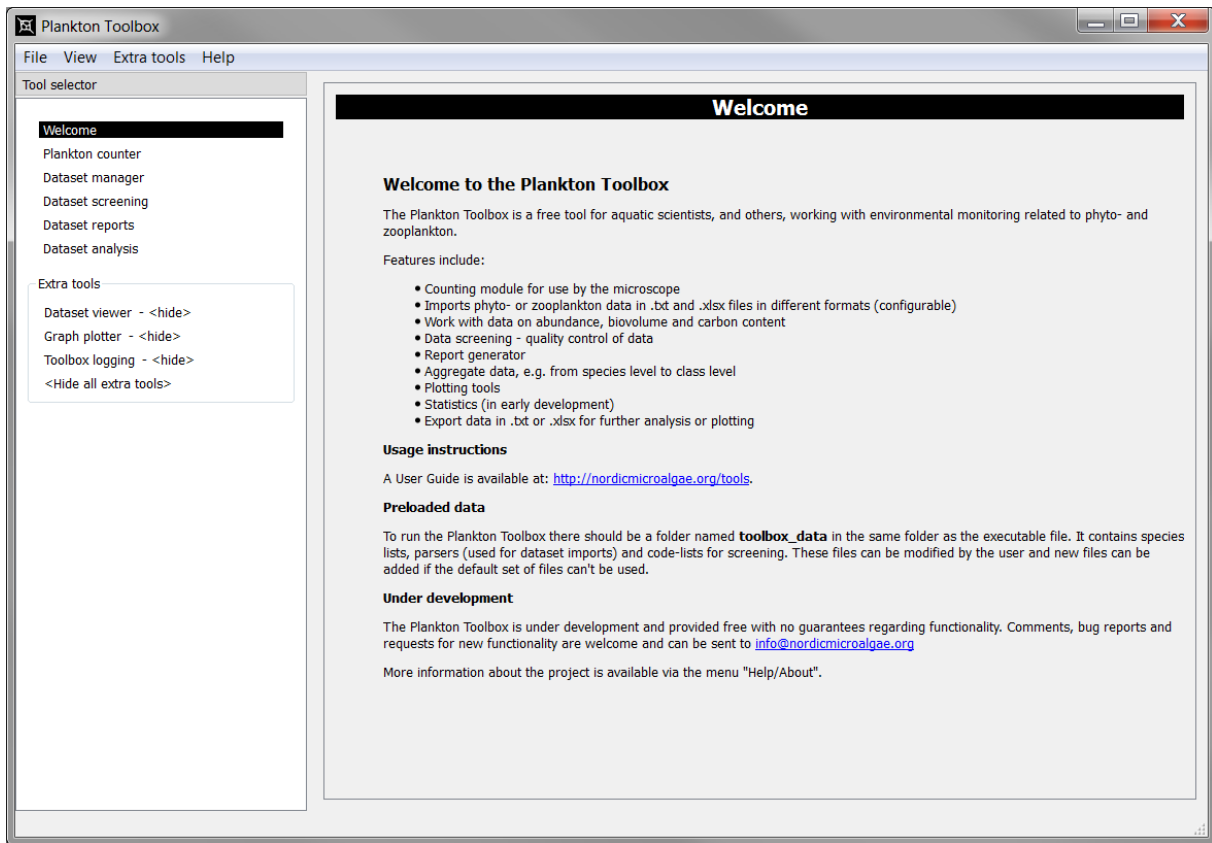 Plankton Toolbox
File View Extra tools Help
Tool selector
Welcome
Plankton counter
Dataset manager
Dataset screening
Dataset reports
Dataset analysis
Extra tools
Dataset viewer - <hide>
Graph plotter - <hide>
Toolbox logging - <hide>
<Hide all extra tools>
Welcome
Welcome to the Plankton Toolbox
The Plankton Toolbox is a free tool for aquatic scientists, and others, working with environmental monitoring related to phyto- and
zooplankton.
Features include:
• Counting module for use by the microscope
• Imports phyto- or zooplankton data in .txt and .xlsx files in different formats (configurable)
• Work with data on abundance, biovolume and carbon content
• Data screening - quality control of data
• Report generator
• Aggregate data, e.g. from species level to class level
• Plotting tools
• Statistics (in early development)
• Export data in .txt or .xlsx for further analysis or plotting
Usage instructions
A User Guide is available at: http://nordicmicroalgae.org/tools.
Preloaded data
To run the Plankton Toolbox there should be a folder named toolbox_data in the same folder as the executable file. It contains species
lists, parsers (used for dataset imports) and code-lists for screening. These files can be modified by the user and new files can be
added if the default set of files can't be used.
Under development
The Plankton Toolbox is under development and provided free with no guarantees regarding functionality. Comments, bug reports and
requests for new functionality are welcome and can be sent to info@nordicmicroalgae.org
More information about the project is available via the menu "Help/About".